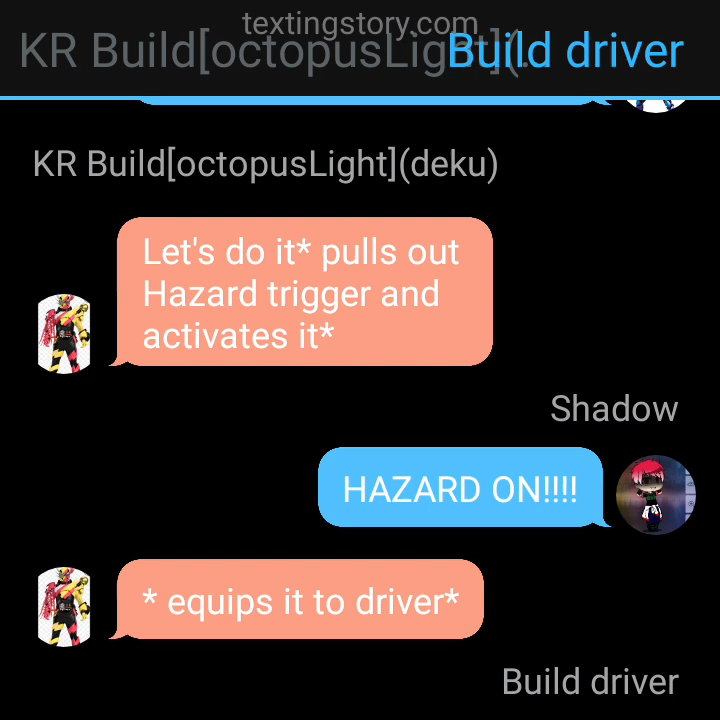 textingstory.com
KR Build[octopusLight](.
Build driver
KR Build[octopusLight](deku)
Let's do it* pulls out
Hazard trigger and
activates it*
Shadow
HAZARD ON!!!!
* equips it to driver*
Build driver